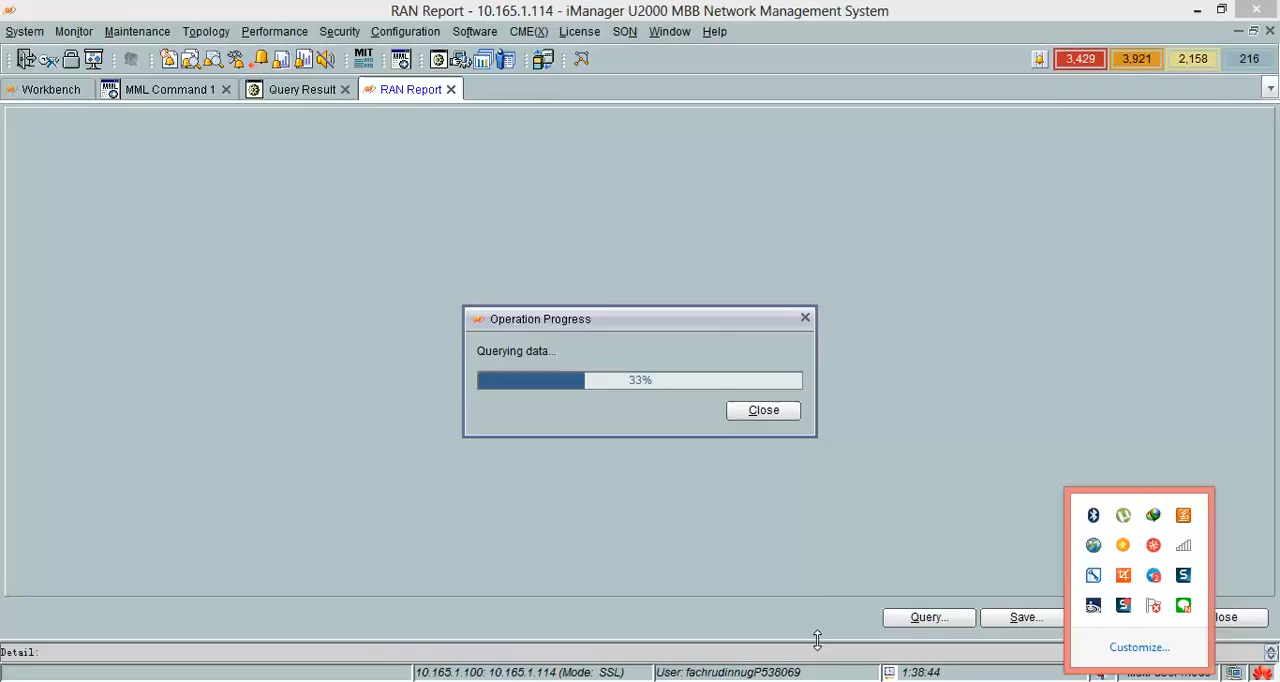 RAN Report - 10.165.1.114 - iManager U2000 MBB Network Management System
System Monitor Maintenance Topology Performance Security Configuration Software CME(X) License SON Window Help
MIT 3,429 3,921 2,158 216
Workbench MML Command 1 Query Result RAN Report
Operation Progress
Querying data...
33%
Close
Query... Save... lose
Customize...
Detail:
10.165.1.100: 10.165.1.114 (Mode: SSL) User: fachrudinnugP538069 1:38:44